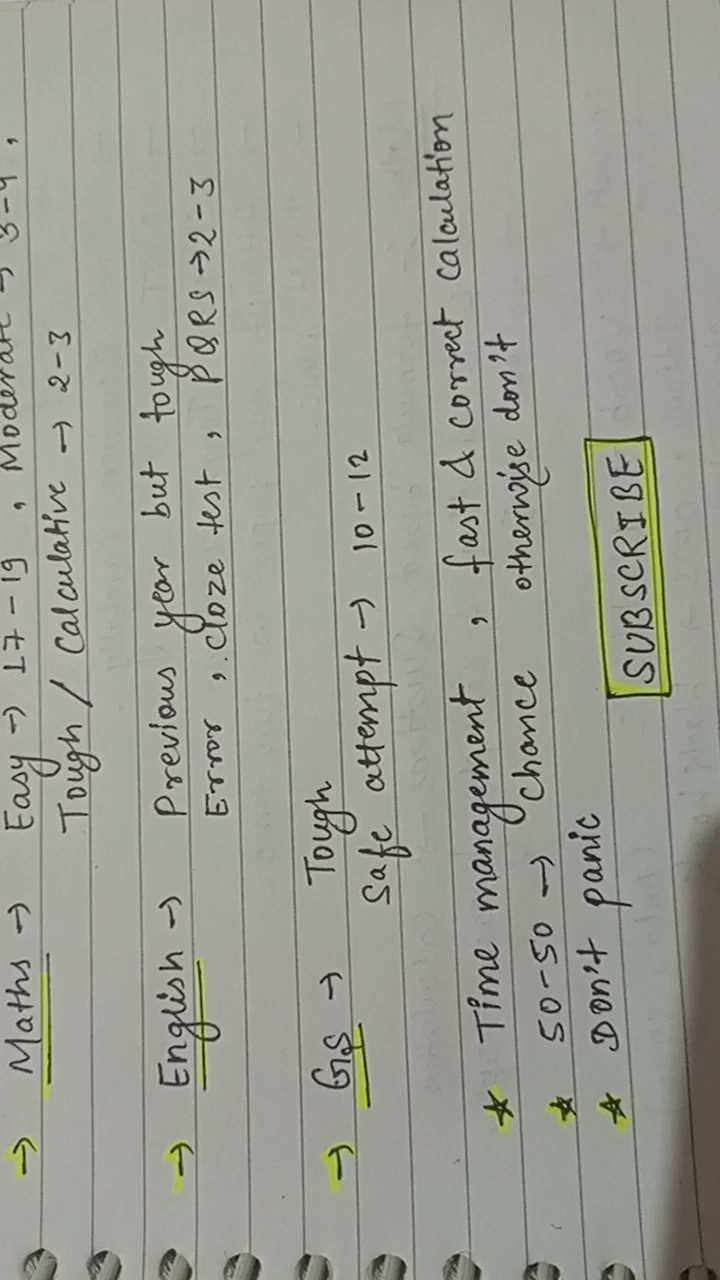 → Maths → Easy → 17-19 , Moderate → 3-4 ,
Tough / Calculative → 2-3
→ English → Previous year but tough
Error , cloze test , PQRS → 2-3
→ GS → Tough
Safe attempt → 10-12
★ Time management , fast & correct calculation
★ 50-50 → chance otherwise don't
★ Don't panic
SUBSCRIBE